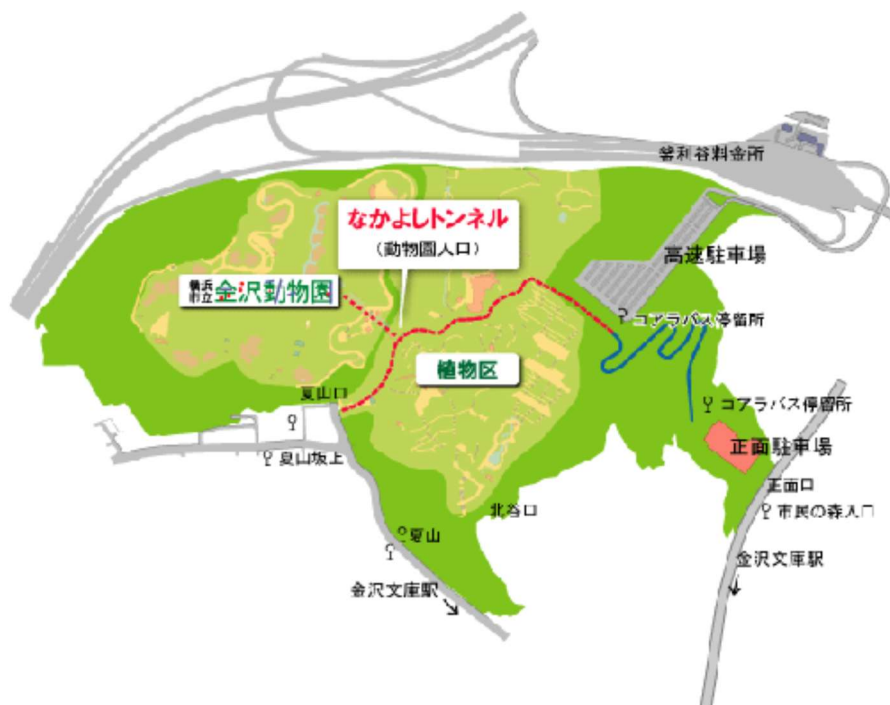 釜利谷料金所
なかよしトンネル
(動物園入口)
高速駐車場
横浜
市立
金沢動物園
コアラバス停留所
植物区
夏山口
コアラバス停留所
正面駐車場
夏山坂上
正面口
北谷口
市民の森入口
夏山
金沢文庫駅
金沢文庫駅